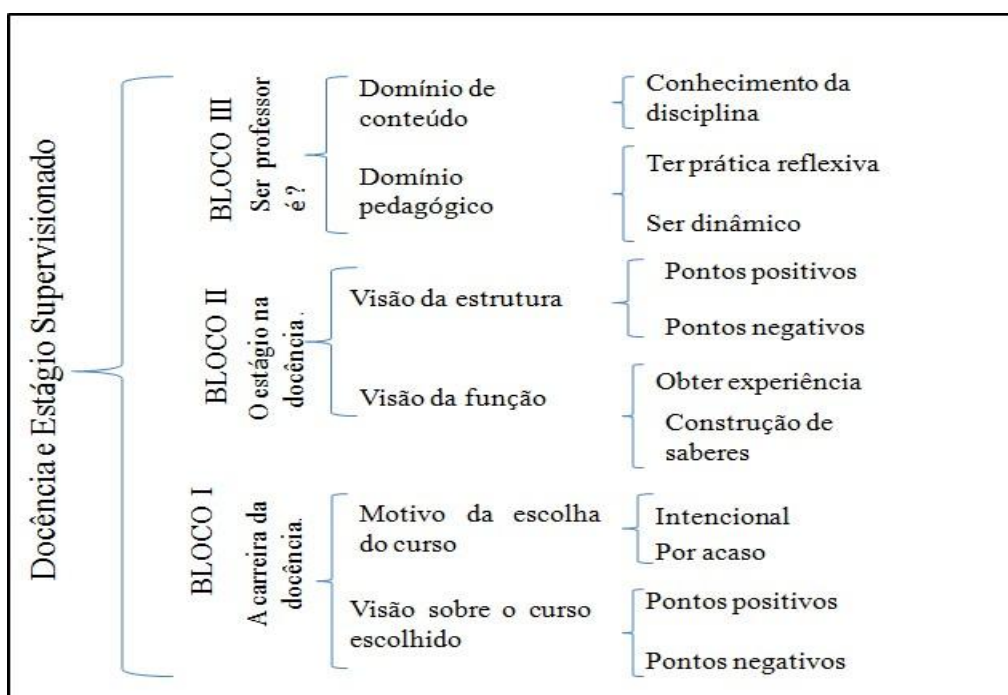 Docência e Estágio Supervisionado
BLOCO III
Ser professor
é?
Domínio de
conteúdo
Conhecimento da
disciplina
Domínio
pedagógico
Ter prática reflexiva
Ser dinâmico
BLOCO II
O estágio na
docência.
Visão da estrutura
Pontos positivos
Pontos negativos
Visão da função
Obter experiência
Construção de
saberes
BLOCO I
A carreira da
docência.
Motivo da escolha
do curso
Intencional
Por acaso
Visão sobre o curso
escolhido
Pontos positivos
Pontos negativos